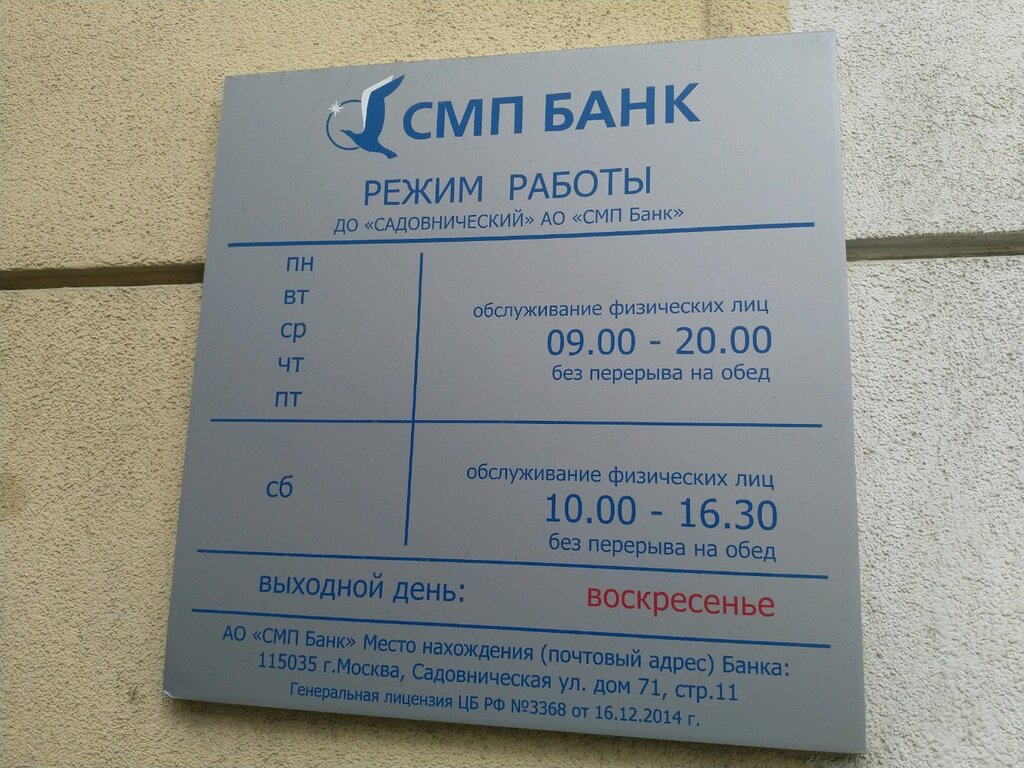 СМП БАНК
РЕЖИМ РАБОТЫ
ДО «САДОВНИЧЕСКИЙ» АО «СМП Банк»
пн
вт
ср
чт
пт
обслуживание физических лиц
09.00 - 20.00
без перерыва на обед
сб
обслуживание физических лиц
10.00 - 16.30
без перерыва на обед
выходной день: воскресенье
АО «СМП Банк» Место нахождения (почтовый адрес) Банка:
115035 г.Москва, Садовническая ул. дом 71, стр.11
Генеральная лицензия ЦБ РФ №3368 от 16.12.2014 г.